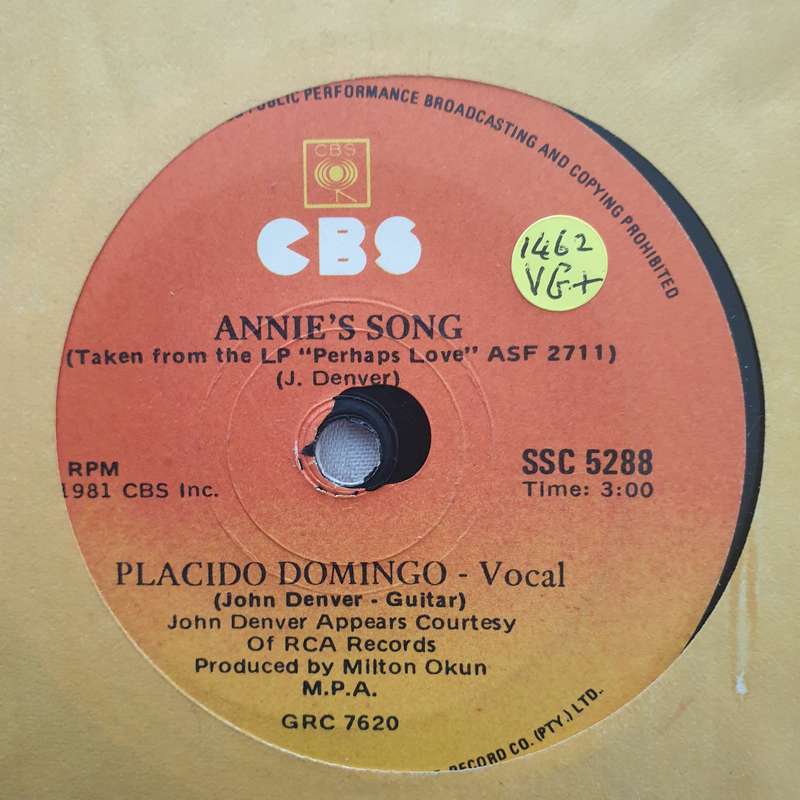 PUBLIC PERFORMANCE BROADCASTING AND COPYING PROHIBITED
CBS
CBS
1462
VG+
ANNIE'S SONG
(Taken from the LP "Perhaps Love" ASF 2711)
(J. Denver)
RPM
1981 CBS Inc.
SSC 5288
Time: 3:00
PLACIDO DOMINGO - Vocal
(John Denver - Guitar)
John Denver Appears Courtesy
Of RCA Records
Produced by Milton Okun
M.P.A.
GRC 7620
RECORD CO. (PTY.) LTD.